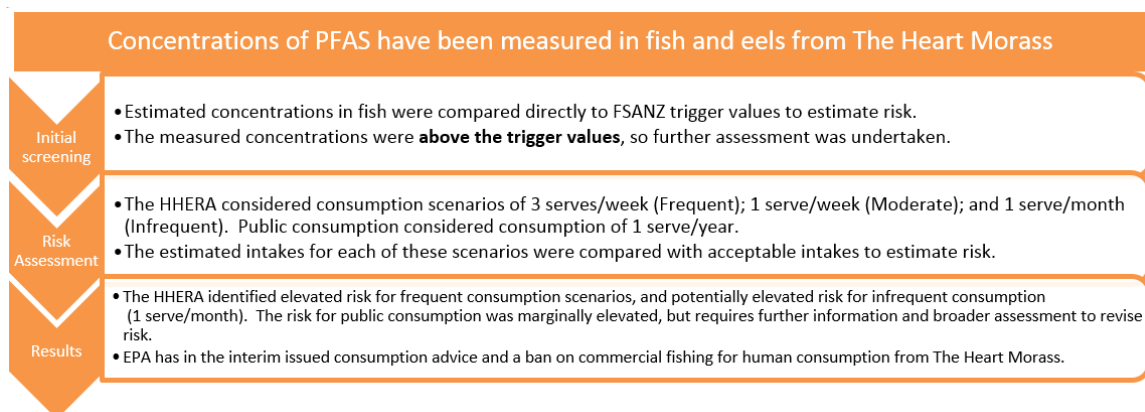 Concentrations of PFAS have been measured in fish and eels from The Heart Morass
Initial
screening
•Estimated concentrations in fish were compared directly to FSANZ trigger values to estimate risk.
•The measured concentrations were above the trigger values, so further assessment was undertaken.
Risk
Assessment
•The HHERA considered consumption scenarios of 3 serves/week (Frequent); 1 serve/week (Moderate); and 1 serve/month
(Infrequent).  Public consumption considered consumption of 1 serve/year.
•The estimated intakes for each of these scenarios were compared with acceptable intakes to estimate risk.
Results
•The HHERA identified elevated risk for frequent consumption scenarios, and potentially elevated risk for infrequent consumption
(1 serve/month).  The risk for public consumption was marginally elevated, but requires further information and broader assessment to revise
risk.
•EPA has in the interim issued consumption advice and a ban on commercial fishing for human consumption from The Heart Morass.